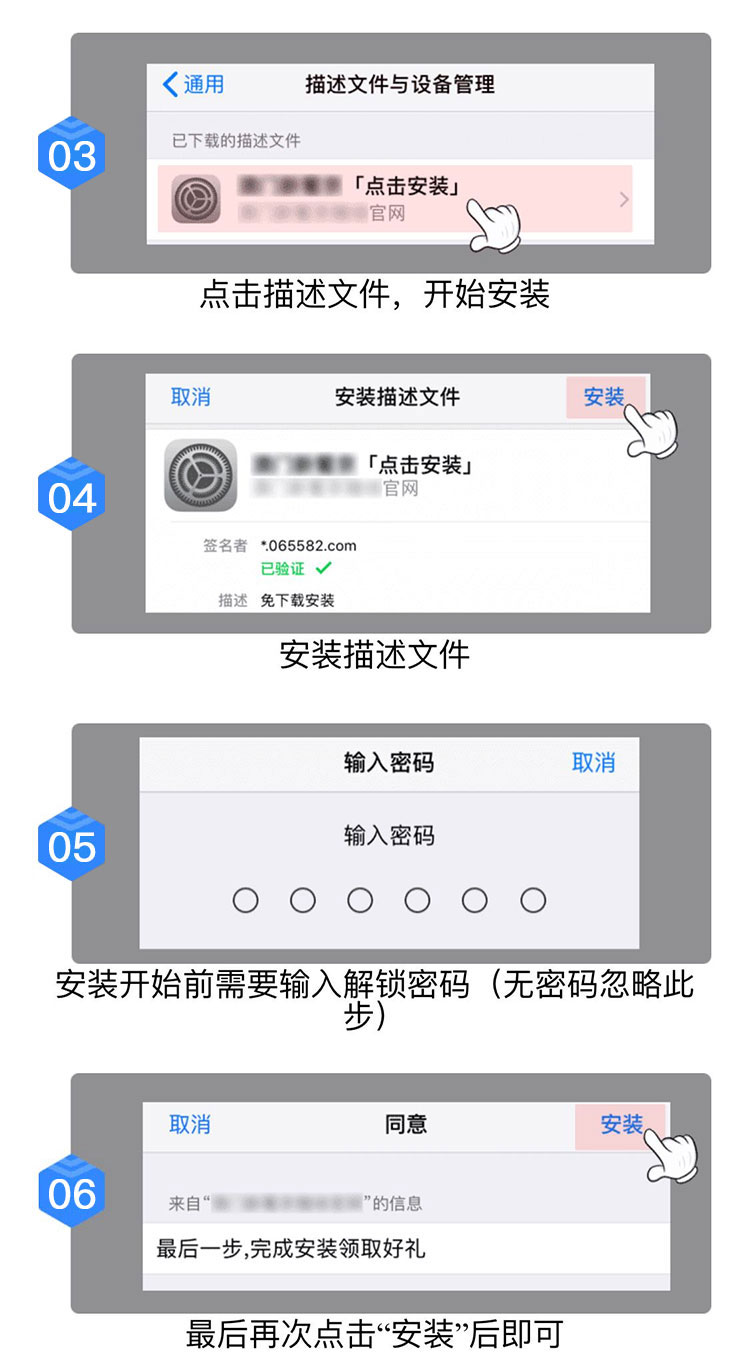 通用
描述文件与设备管理
已下载的描述文件
03
「点击安装」
官网
点击描述文件，开始安装
取消
安装描述文件
安装
「点击安装」
官网
04
签名者 *.065582.com
已验证
描述 免下载安装
安装描述文件
输入密码
取消
输入密码
05
安装开始前需要输入解锁密码（无密码忽略此
步）
取消
同意
安装
06
来自“
”的信息
最后一步,完成安装领取好礼
最后再次点击“安装”后即可